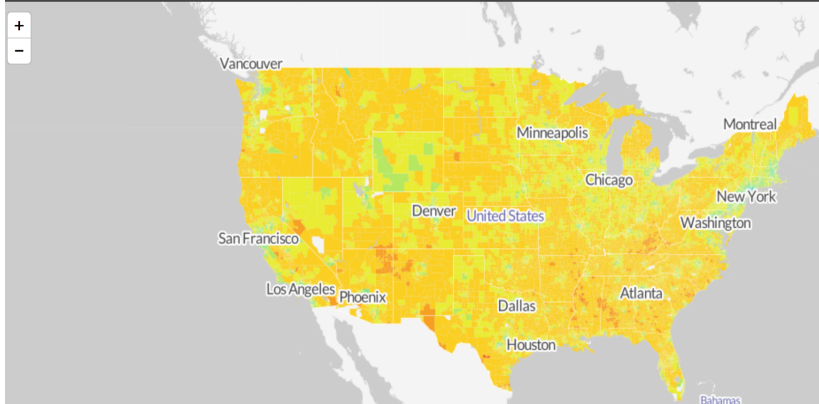 +
−
Vancouver
Montreal
Minneapolis
Chicago
New York
Denver
United States
Washington
San Francisco
Los Angeles
Phoenix
Atlanta
Dallas
Houston
Bahamas